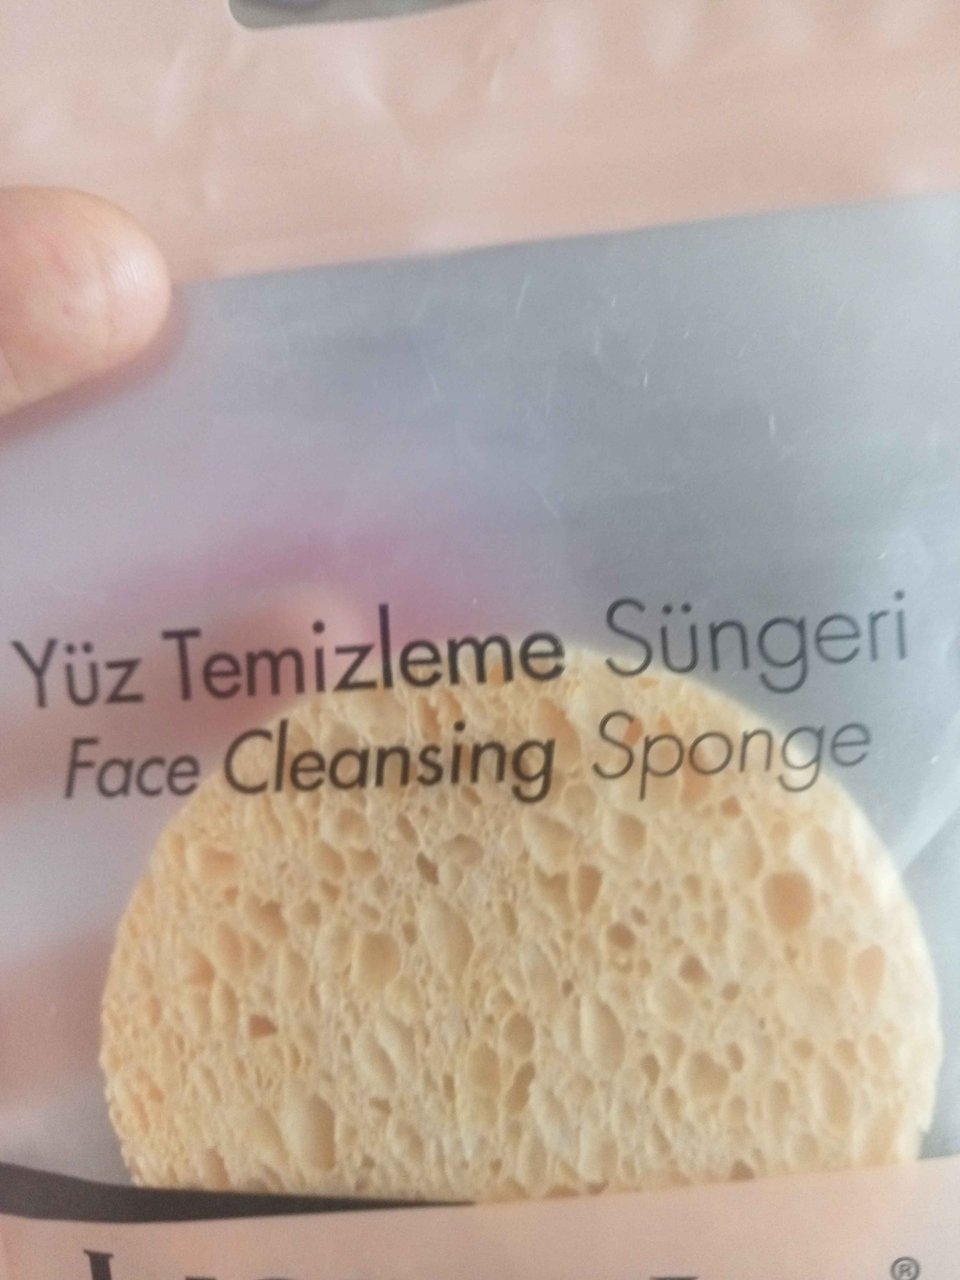 Yüz Temizleme Süngeri
Face Cleansing Sponge
®